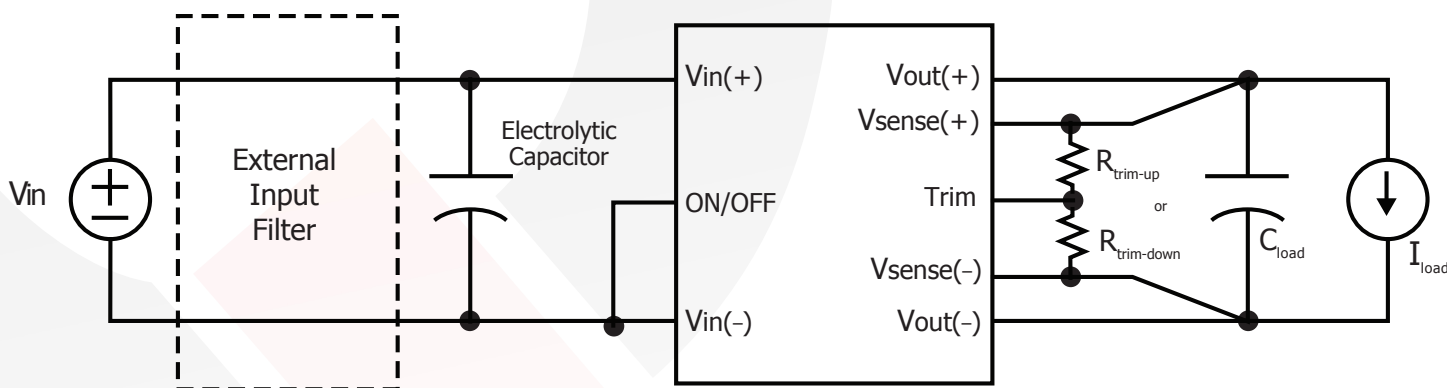 Vin
External
Input
Filter
Electrolytic
Capacitor
Vin(+)
ON/OFF
Vin(−)
Vout(+)
Vsense(+)
Trim
Vsense(−)
Vout(−)
Rtrim-up
or
Rtrim-down
Cload
Iload